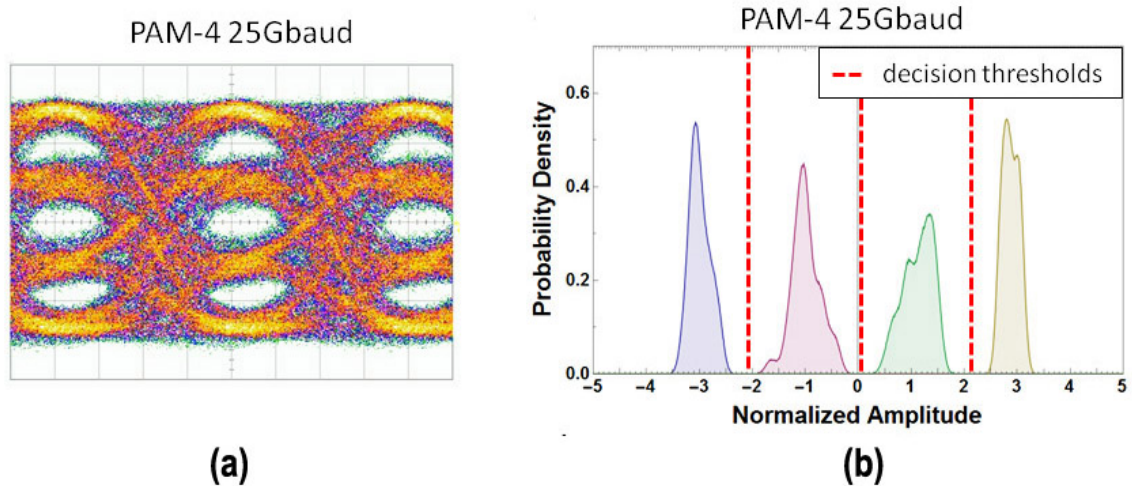 PAM-4 25Gbaud
PAM-4 25Gbaud
decision thresholds
Probability Density
0.6
0.4
0.2
0.0
−5 −4 −3 −2 −1 0 1 2 3 4 5
Normalized Amplitude
(a)
(b)